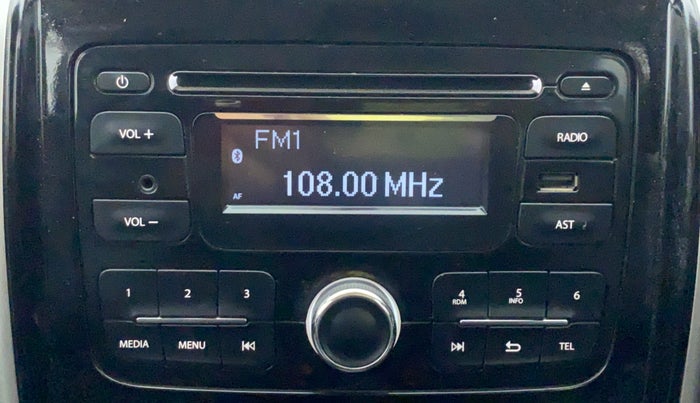 VOL +
FM1
RADIO
108.00 MHz
AF
VOL −
AST
1 2 3
4 RDM 5 INFO 6
MEDIA MENU
TEL